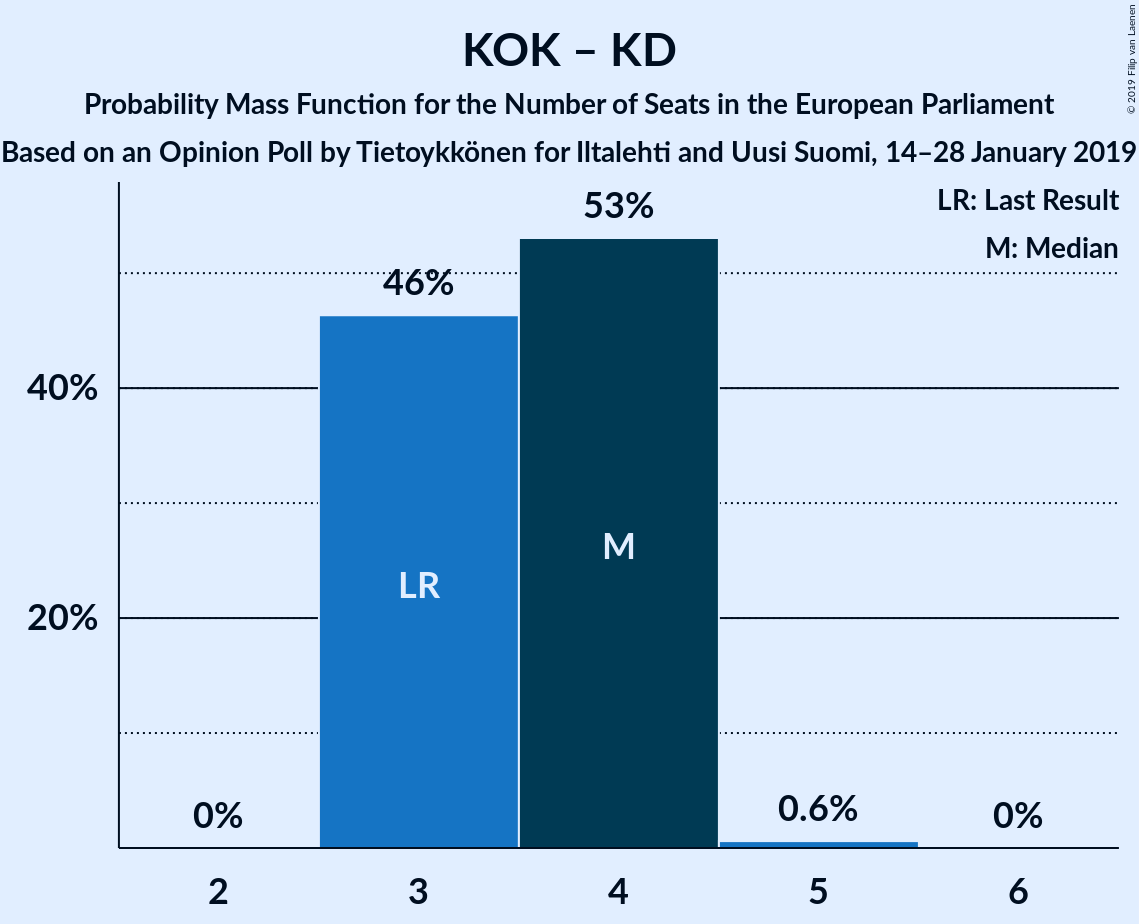 KOK – KD
Probability Mass Function for the Number of Seats in the European Parliament
Based on an Opinion Poll by Tietoykkönen for Iltalehti and Uusi Suomi, 14–28 January 2019
© 2019 Filip van Laenen
LR: Last Result
M: Median
53%
46%
40%
M
LR
20%
0%
0.6%
0%
2
3
4
5
6